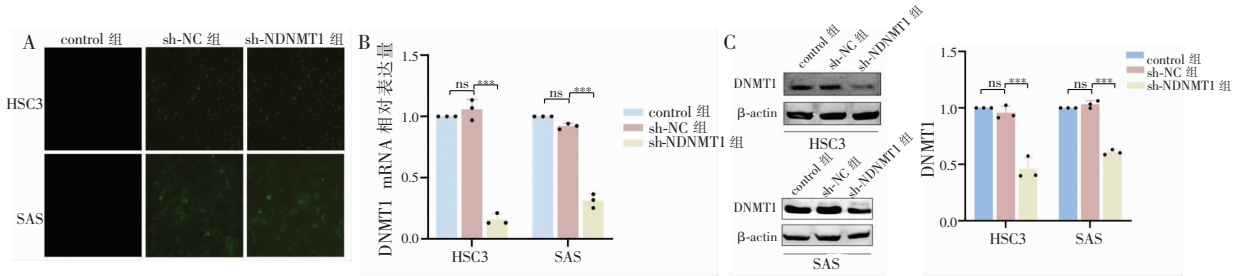 A
control 组
sh-NC 组
sh-NDNMT1 组
HSC3
SAS
B
DNMT1 mRNA 相对表达量
1.5
1.0
0.5
0.0
ns
***
ns
***
HSC3
SAS
control 组
sh-NC 组
sh-NDNMT1 组
C
control 组
sh-NC 组
sh-NDNMT1 组
DNMT1
β-actin
HSC3
control 组
sh-NC 组
sh-NDNMT1 组
DNMT1
β-actin
SAS
DNMT1
1.5
1.0
0.5
0.0
ns
***
ns
***
HSC3
SAS
control 组
sh-NC 组
sh-NDNMT1 组